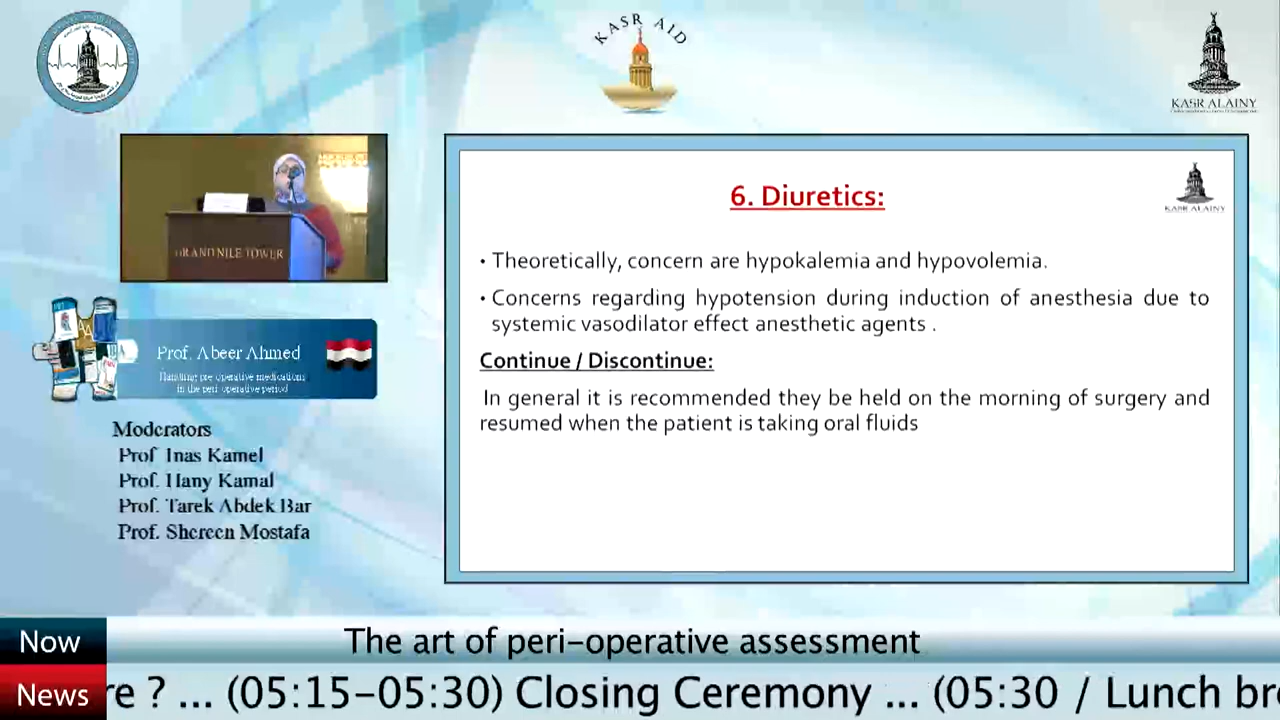 KASR AID
KASR ALAINY
GRAND NILE TOWER
Prof. Abeer Ahmed
Handling pre operative medications
in the peri operative period
Moderators
Prof Inas Kamel
Prof. Hany Kamal
Prof. Tarek Abdek Bar
Prof. Shereen Mostafa
6. Diuretics:
KASR ALAINY
• Theoretically, concern are hypokalemia and hypovolemia.
• Concerns regarding hypotension during induction of anesthesia due to
systemic vasodilator effect anesthetic agents .
Continue / Discontinue:
In general it is recommended they be held on the morning of surgery and
resumed when the patient is taking oral fluids
Now
The art of peri-operative assessment
News
re ? ... (05:15-05:30) Closing Ceremony ... (05:30 / Lunch bre